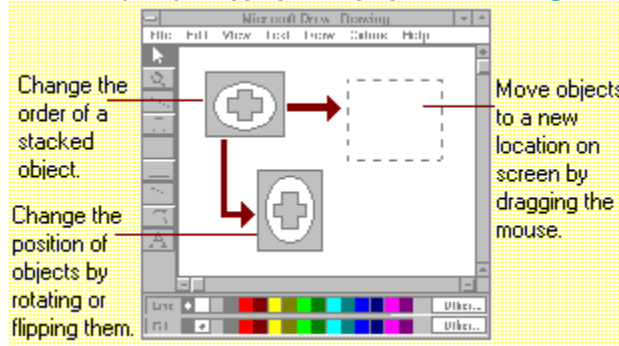 Microsoft Draw Drawing
File Edit View Text Draw Colors Help
Change the
order of a
stacked
object.
Move objects
to a new
location on
screen by
dragging the
mouse.
Change the
position of
objects by
rotating or
flipping them.
A
Line
Other...
Fill
Other...